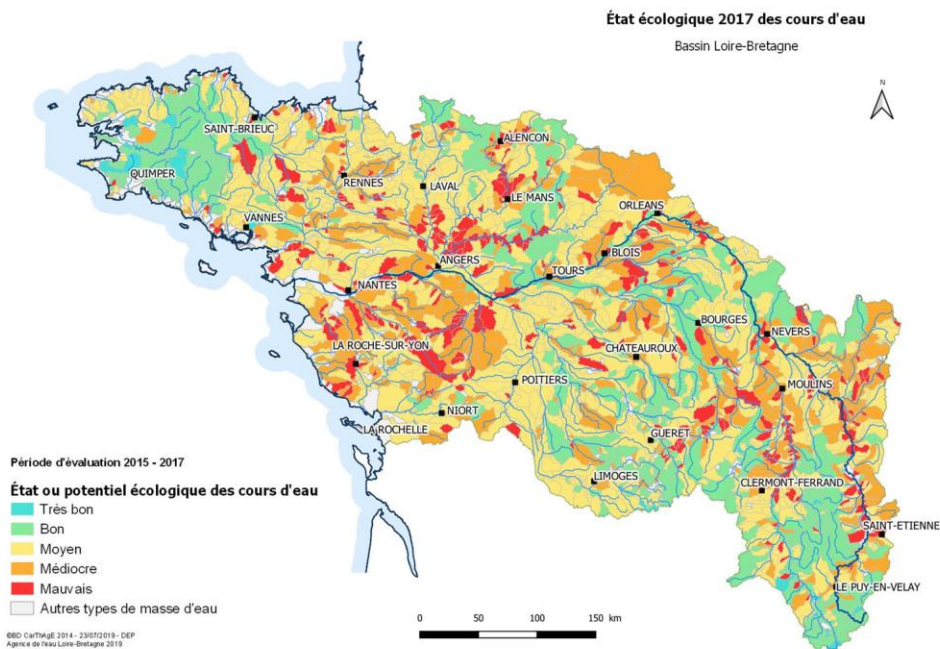 État écologique 2017 des cours d'eau
Bassin Loire-Bretagne
N
SAINT-BRIEUC
ALENCON
QUIMPER
RENNES
LAVAL
LE MANS
ORLEANS
VANNES
BLOIS
ANGERS
TOURS
NANTES
BOURGES
NEVERS
LA ROCHE-SUR-YON
CHATEAUROUX
POITIERS
MOULINS
NIORT
LA ROCHELLE
GUERET
LIMOGES
CLERMONT-FERRAND
SAINT-ETIENNE
LE PUY-EN-VELAY
Période d'évaluation 2015 - 2017
État ou potentiel écologique des cours d'eau
Très bon
Bon
Moyen
Médiocre
Mauvais
Autres types de masse d'eau
0 50 100 150 km
©BD CarThAgE 2014 - 23/07/2019 - DEP
Agence de l'eau Loire-Bretagne 2019